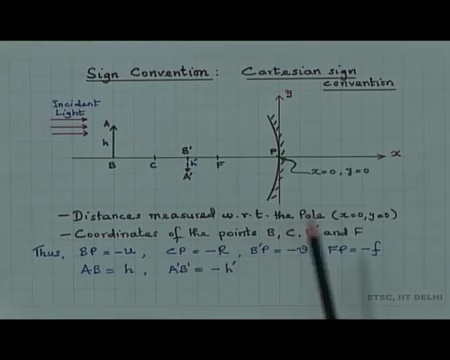 Sign Convention : Cartesian sign
convention
y
Incident
Light
A
h
B' 
P
x
B C h' F
A'
x=0, y=0
- Distances measured w.r.t. the Pole (x=0, y=0)
- Coordinates of the points B, C, and F
Thus, BP = -u, CP = -R, B'P = -v, FP = -f
AB = h, A'B' = -h'
ETSC, IIT DELHI